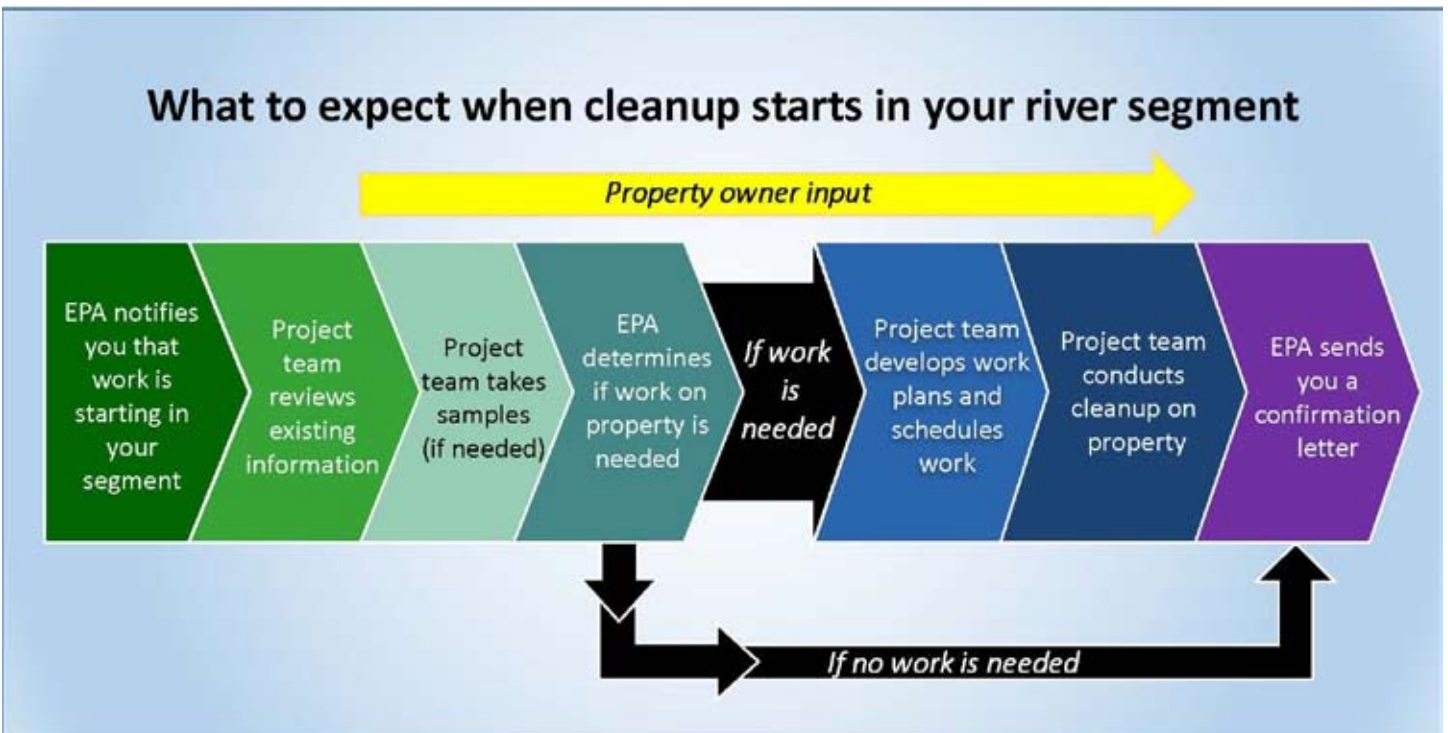 What to expect when cleanup starts in your river segment
Property owner input
EPA notifies
you that
work is
starting in
your
segment
Project
team
reviews
existing
information
Project
team takes
samples
(if needed)
EPA
determines
if work on
property is
needed
If work
is
needed
Project team
develops work
plans and
schedules
work
Project team
conducts
cleanup on
property
EPA sends
you a
confirmation
letter
If no work is needed